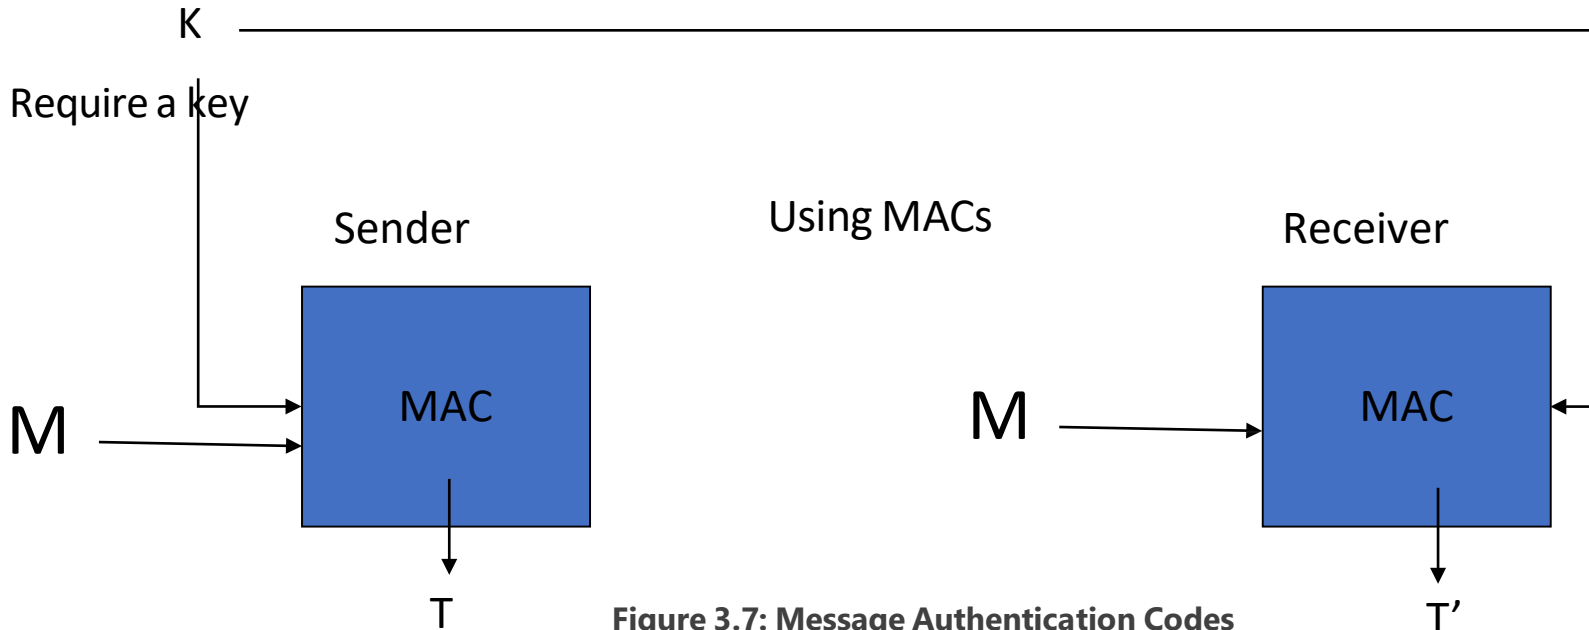 K
Require a key
Sender
Using MACs
Receiver
M
MAC
M
MAC
T
Figure 3.7: Message Authentication Codes
T’